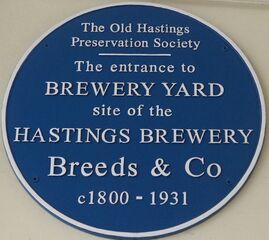 The Old Hastings
Preservation Society
The entrance to
BREWERY YARD
site of the
HASTINGS BREWERY
Breeds & Co
c1800 - 1931